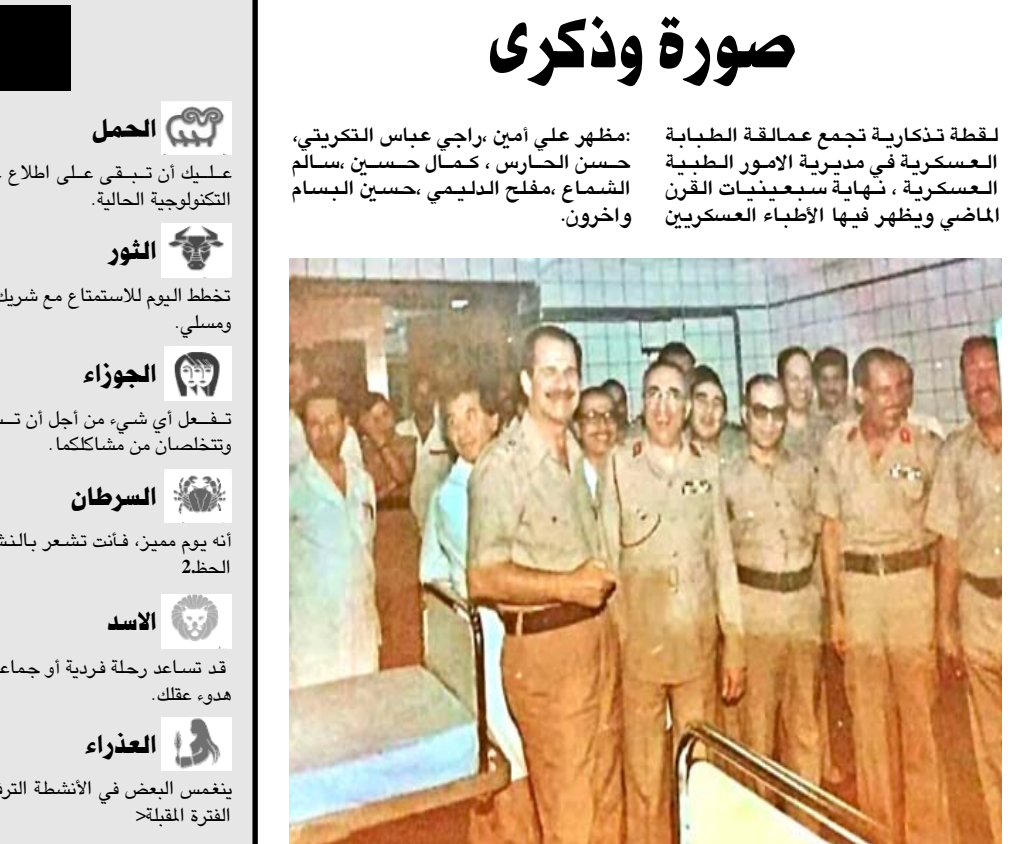 صورة وذكرى
لقطة تذكارية تجمع عمالقة الطبابة
العسكرية في مديرية الامور الطبية
العسكرية ، نهاية سبعينيات القرن
الماضي ويظهر فيها الأطباء العسكريين
:مظهر علي أمين ،راجي عباس التكريتي،
حسن الحارس ، كمال حسين ،سالم
الشماع ،مفلح الدليمي ،حسين البسام
واخرون.
الحمل
عليك أن تبقى على اطلاع
التكنولوجية الحالية.
الثور
تخطط اليوم للاستمتاع مع شريك
ومسلي.
الجوزاء
تفعل أي شيء من أجل أن
وتتخلصان من مشاكلكما.
السرطان
أنه يوم مميز، فأنت تشعر
الحظ2
الاسد
قد تساعد رحلة فردية أو
هدوء عقلك.
العذراء
ينغمس البعض في الأنشطة
الفترة المقبلة<